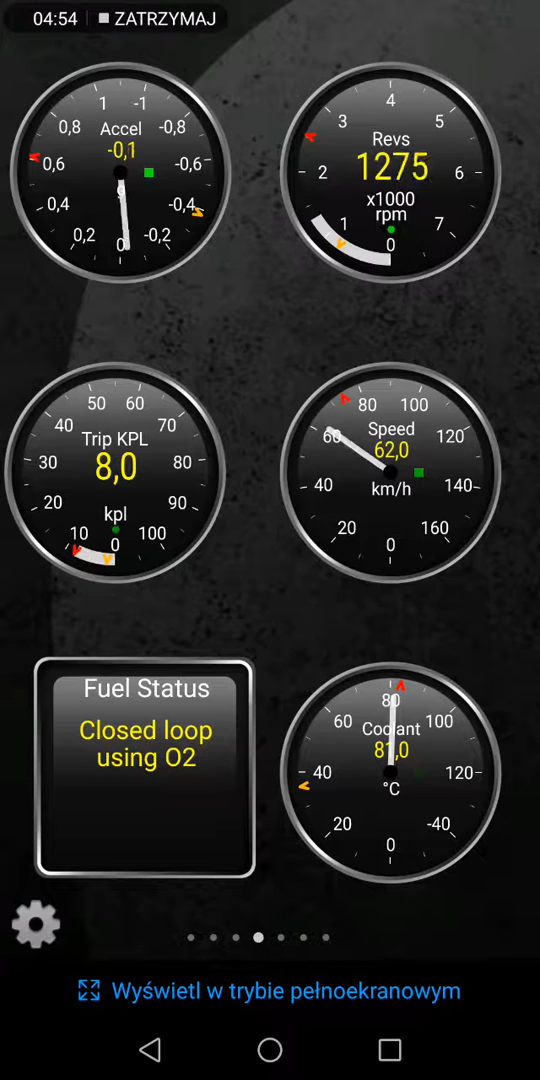 04:54 ZATRZYMAJ
Accel
-0,1
1 -1
0,8 -0,8
0,6 -0,6
0,4 -0,4
0,2 -0,2
0
Revs
1275
x1000
rpm
4
3 5
2 6
1 7
0
Trip KPL
8,0
kpl
50 60
40 70
30 80
20 90
10 100
0
Speed
62,0
km/h
80 100
60 120
40 140
20 160
0
Fuel Status
Closed loop
using O2
Coolant
81,0
°C
80
60 100
40 120
20 -40
0
Wyświetl w trybie pełnoekranowym